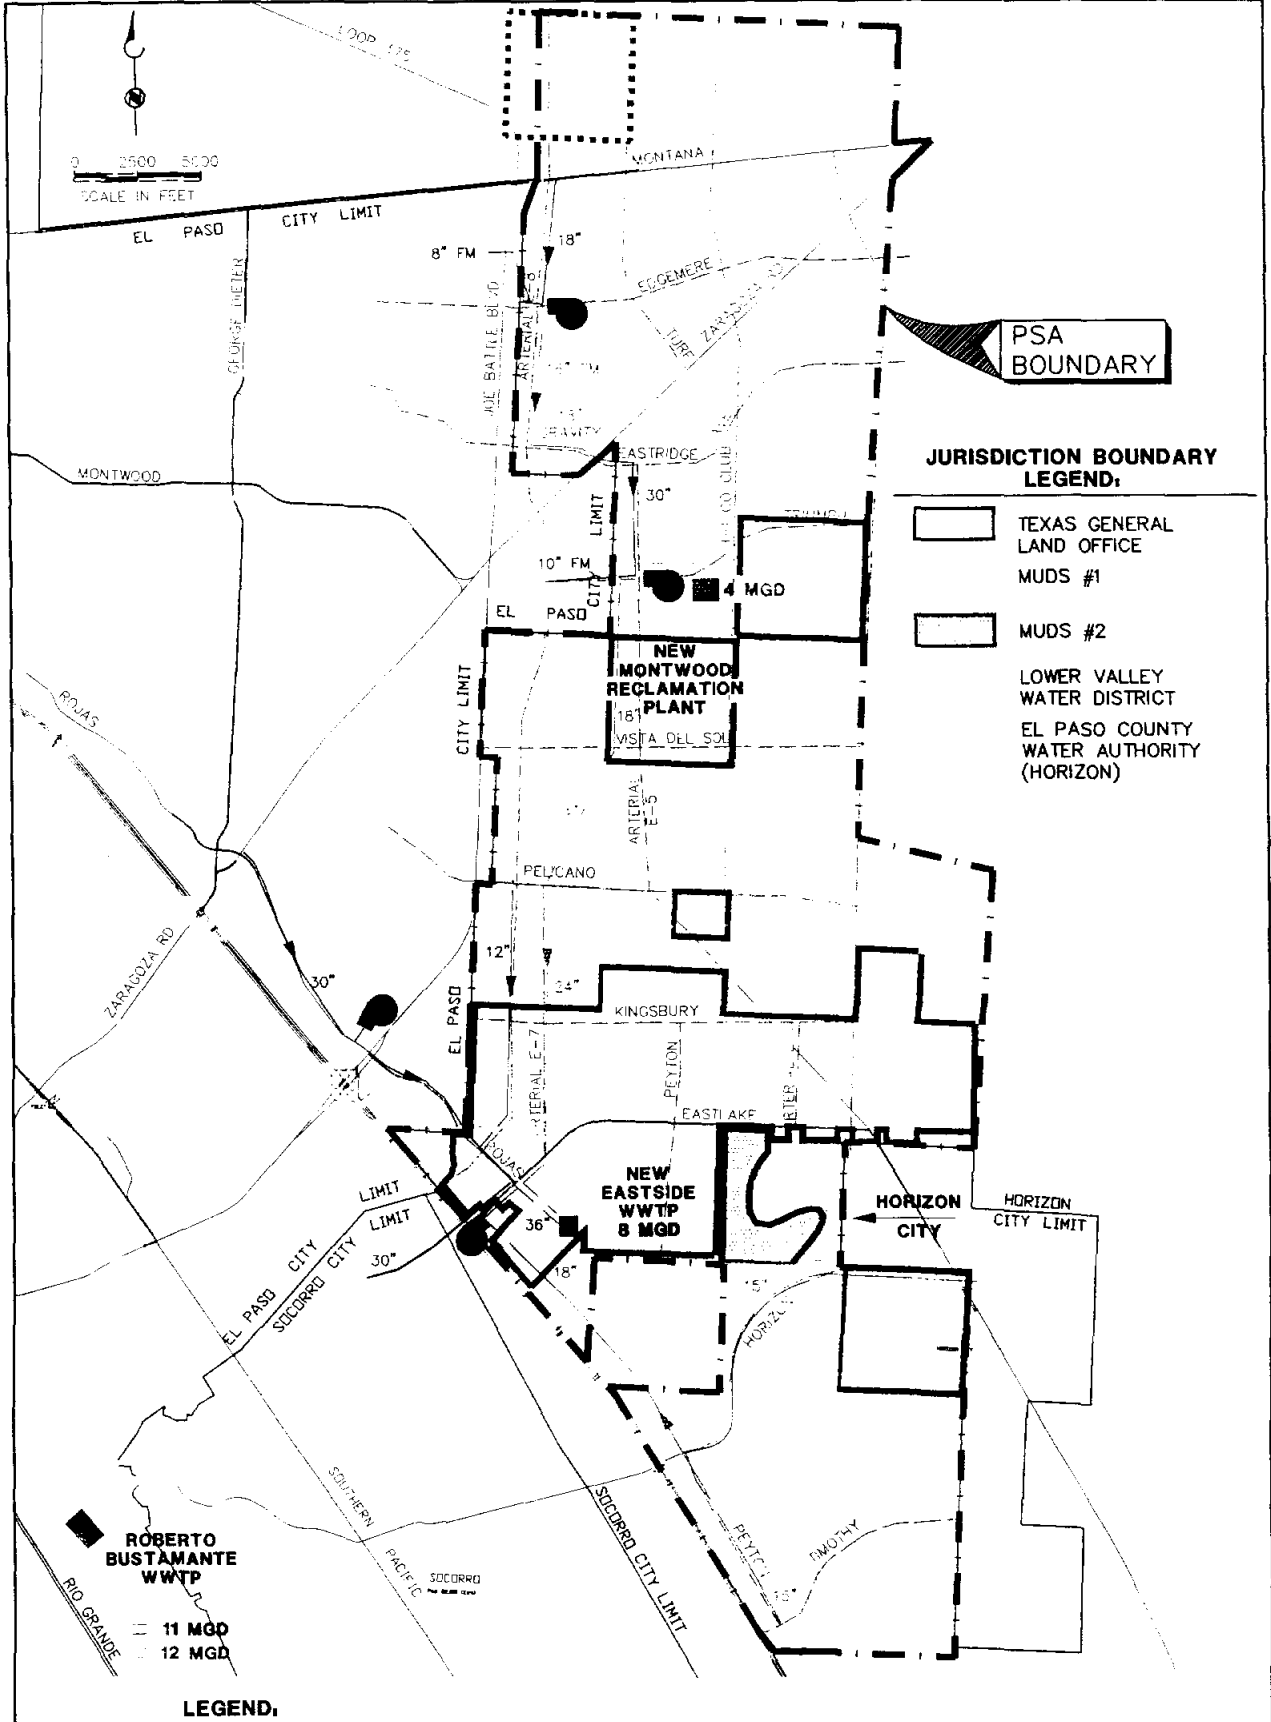 0 2500 5000
SCALE IN FEET
MONTANA
EL PASO
CITY LIMIT
8" FM
18"
EDGEMERE
GEORGE DIETER
JOE BATTLE BLVD
ARTERIAL
ZARAGOZA RD
TURF
PSA
BOUNDARY
GRAVITY
EASTRIDGE
MONTWOOD
30"
CITY LIMIT
10" FM
4 MGD
EL PASO
JURISDICTION BOUNDARY
LEGEND:
TEXAS GENERAL
LAND OFFICE
MUDS #1
MUDS #2
LOWER VALLEY
WATER DISTRICT
EL PASO COUNTY
WATER AUTHORITY
(HORIZON)
NEW
MONTWOOD
RECLAMATION
PLANT
18"
VISTA DEL SOL
CITY LIMIT
ROJAS
ARTERIAL
E-5
PELICANO
ZARAGOZA RD
12"
24"
30"
EL PASO
KINGSBURY
PEYTON
ARTERIAL E-7
EASTLAKE
ROJAS
NEW
EASTSIDE
WWTP
8 MGD
HORIZON
CITY
HORIZON
CITY LIMIT
LIMIT
LIMIT
36"
30"
18"
EL PASO CITY
SOCORRO CITY
15"
HORIZON
SOUTHERN
PACIFIC
SOCORRO
SOCORRO CITY LIMIT
PEYTON
ROBERTO
BUSTAMANTE
WWTP
RIO GRANDE
11 MGD
12 MGD
LEGEND: